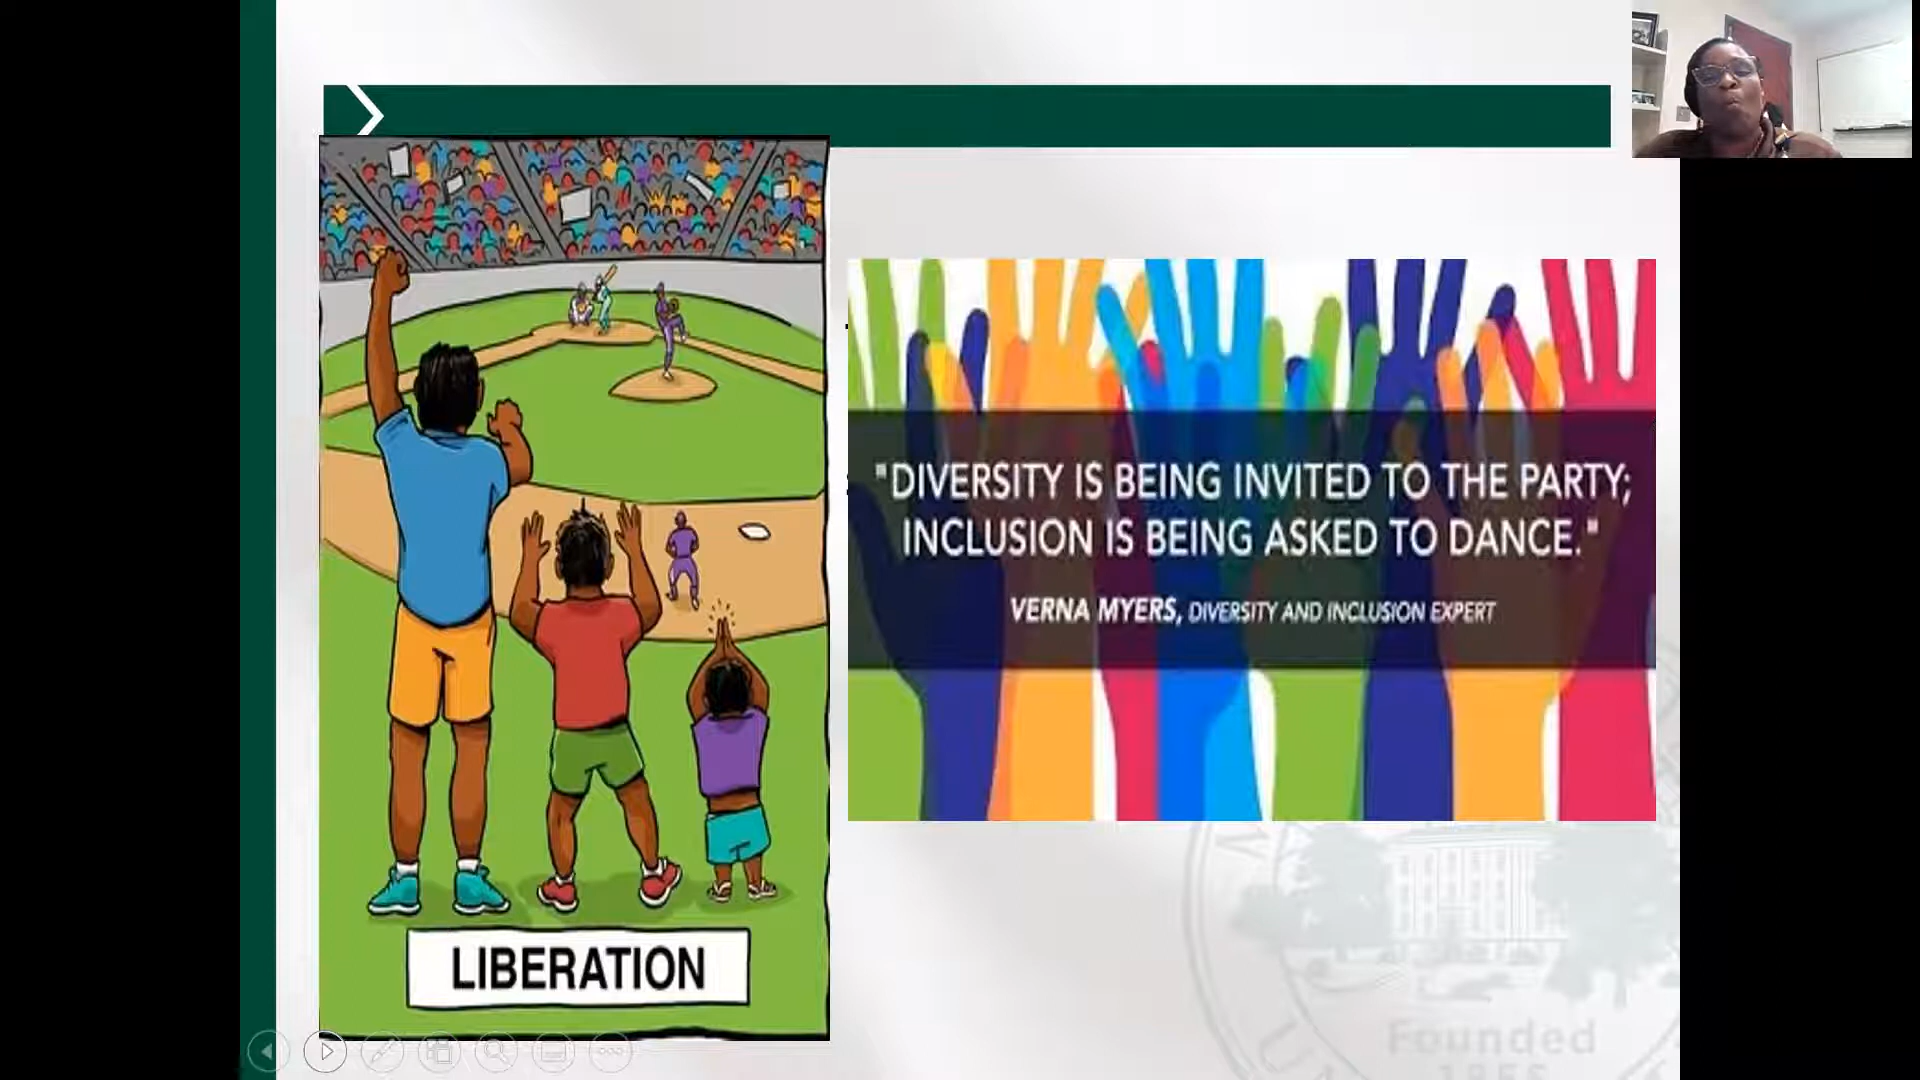 LIBERATION
"DIVERSITY IS BEING INVITED TO THE PARTY;
INCLUSION IS BEING ASKED TO DANCE."
VERNA MYERS, DIVERSITY AND INCLUSION EXPERT
Founded